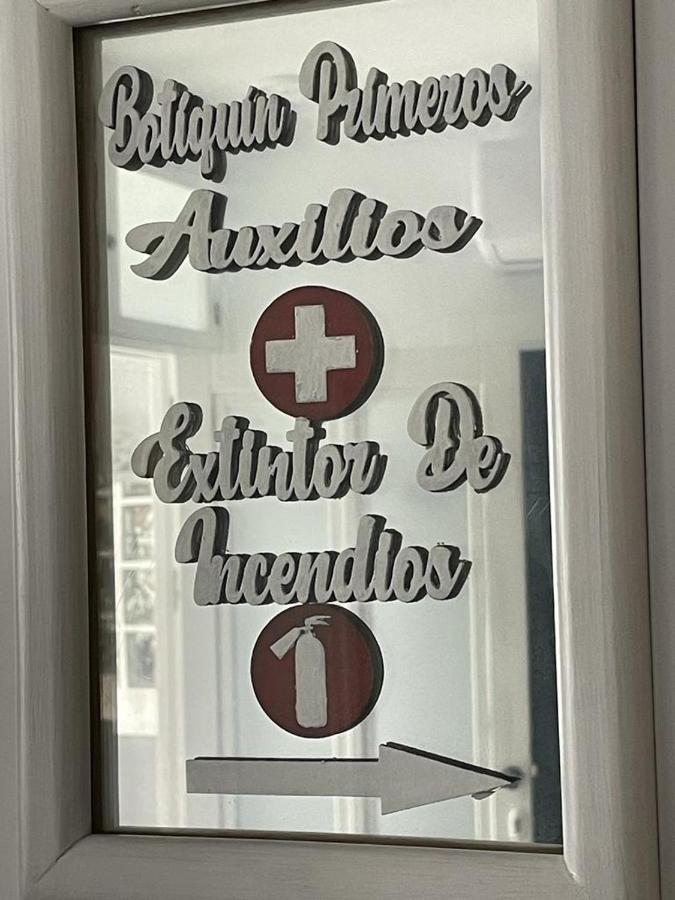 Botiquín Primeros
Auxilios
Extintor De
Incendios